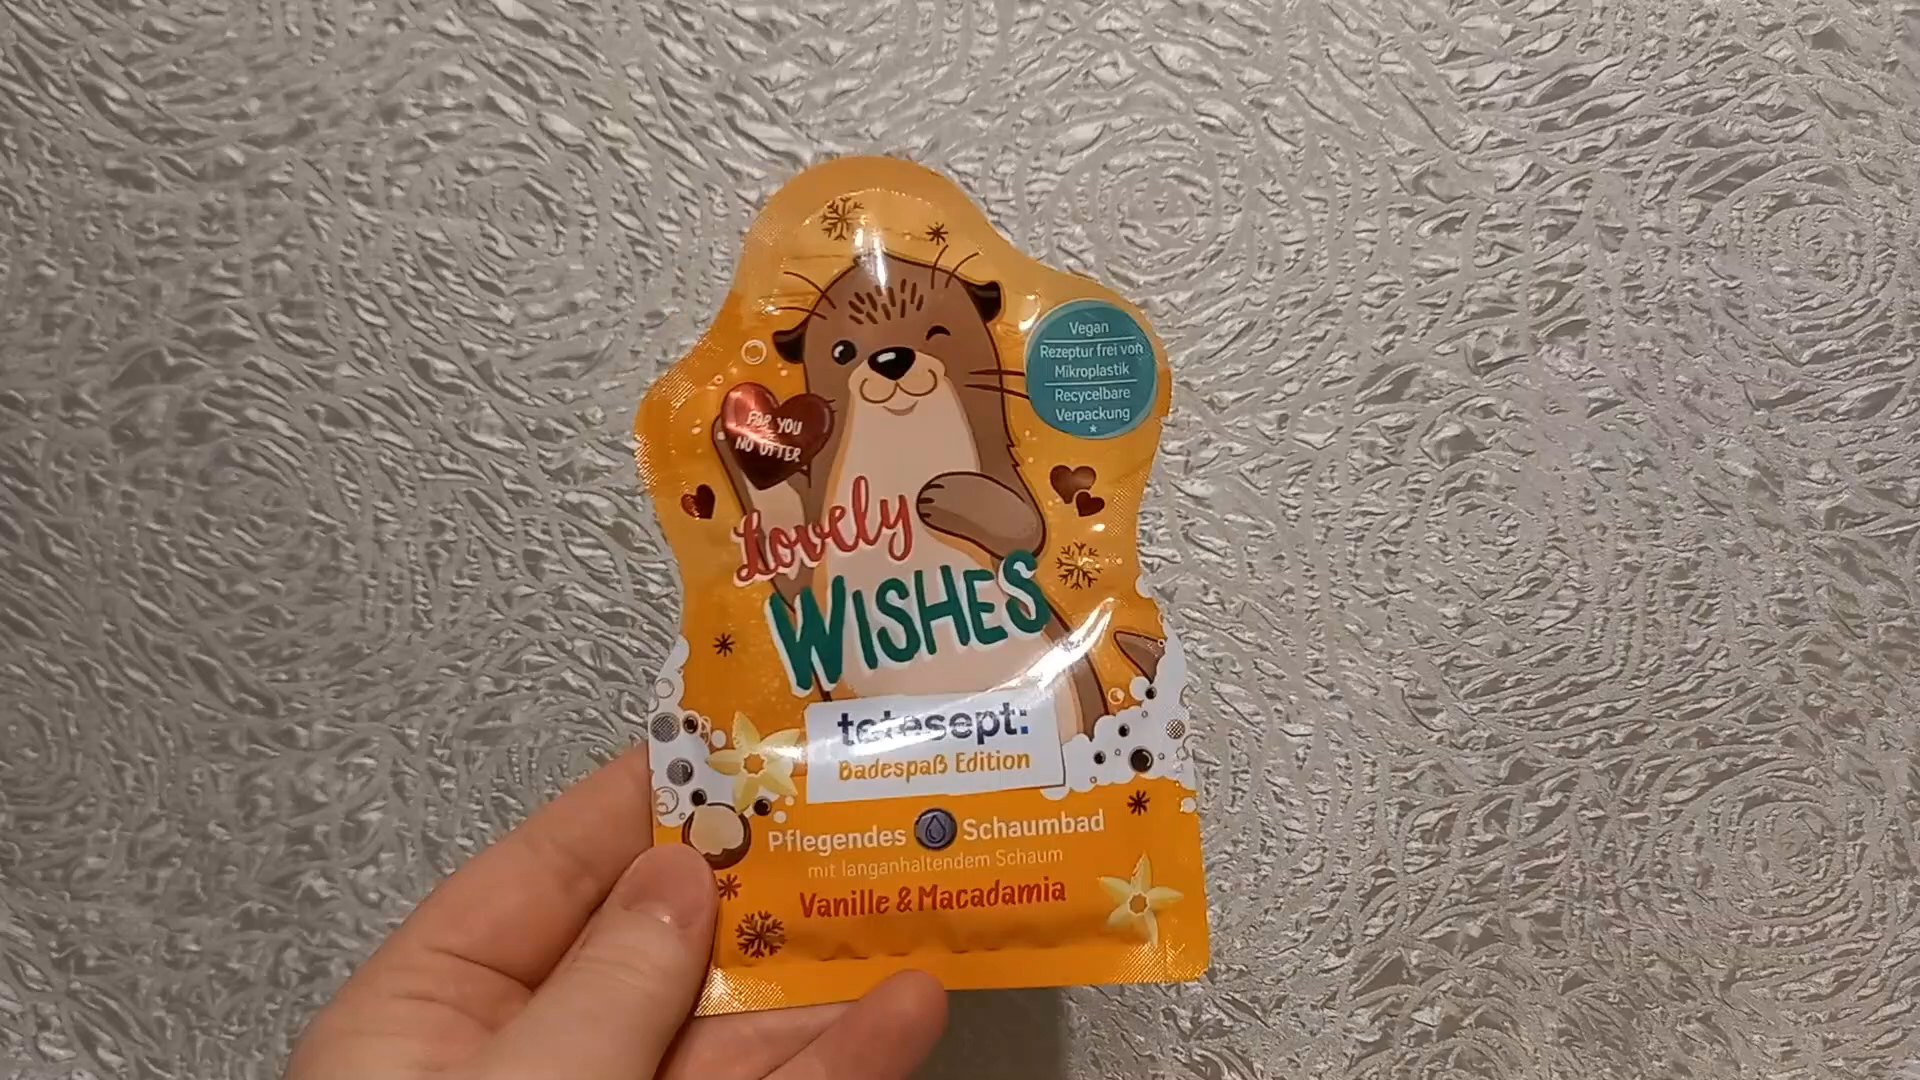 Vegan
Rezeptur frei von
Mikroplastik
Recycelbare
Verpackung
*
FOR YOU
NO OTTER
Lovely
WISHES
tetesept:
Badespaß Edition
Pflegendes Schaumbad
mit langanhaltendem Schaum
Vanille & Macadamia